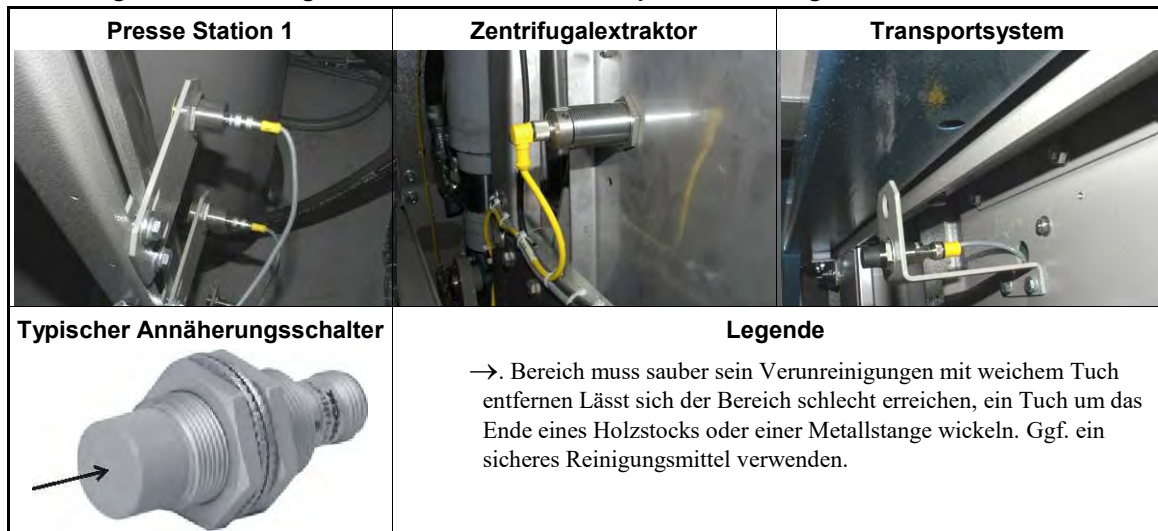 Presse Station 1
Zentrifugalextraktor
Transportsystem
Typischer Annäherungsschalter
Legende
→. Bereich muss sauber sein Verunreinigungen mit weichem Tuch
entfernen Lässt sich der Bereich schlecht erreichen, ein Tuch um das
Ende eines Holzstocks oder einer Metallstange wickeln. Ggf. ein
sicheres Reinigungsmittel verwenden.